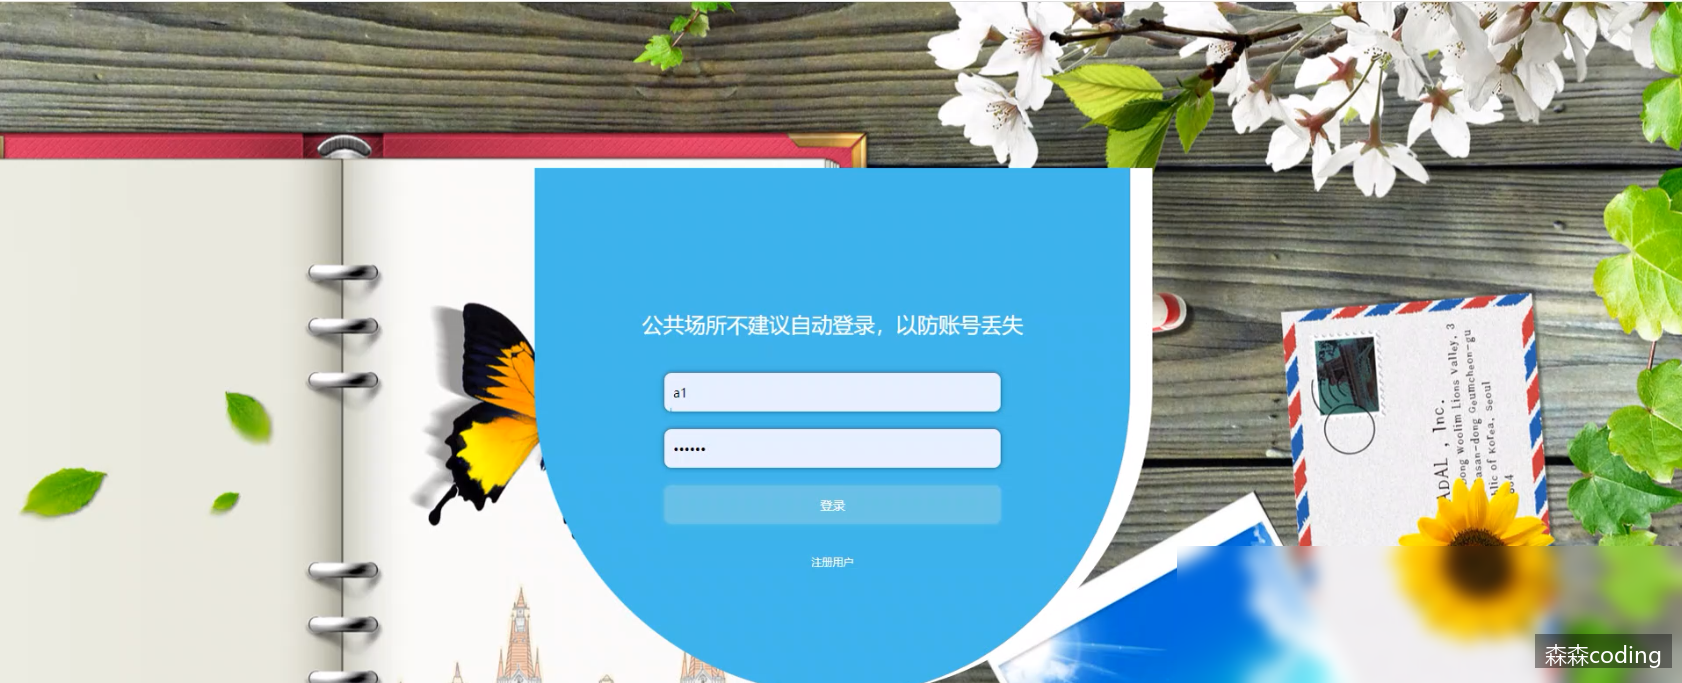 公共场所不建议自动登录，以防账号丢失
a1
••••••
登录
注册用户
ADAL , Inc.
ong Woolim Lions Valley, 3
asan-dong Geumcheon-gu
blic of Korea. Seoul
森森coding